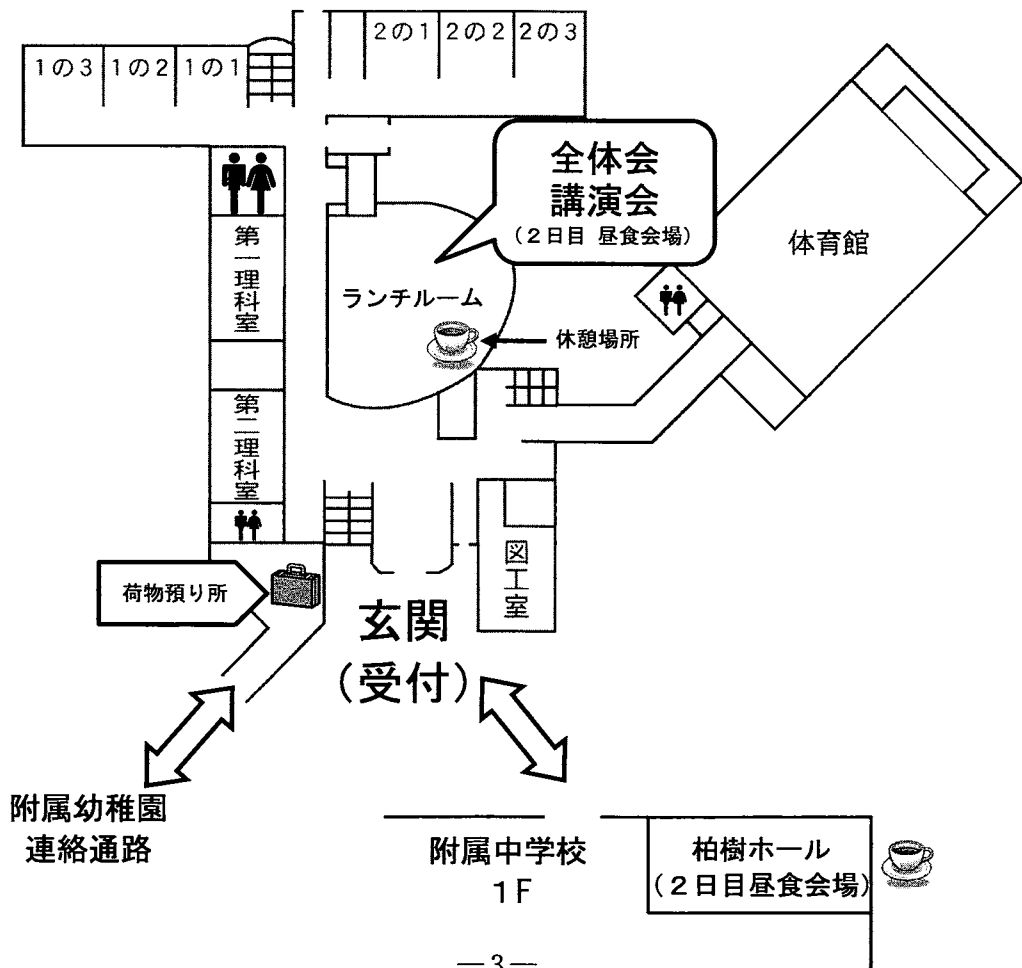 2の1
2の2
2の3
1の3
1の2
1の1
全体会
講演会
(2日目 昼食会場)
体育館
第一理科室
ランチルーム
休憩場所
第二理科室
図工室
荷物預り所
玄関
(受付)
附属幼稚園
連絡通路
附属中学校
1F
柏樹ホール
(2日目昼食会場)
―3―